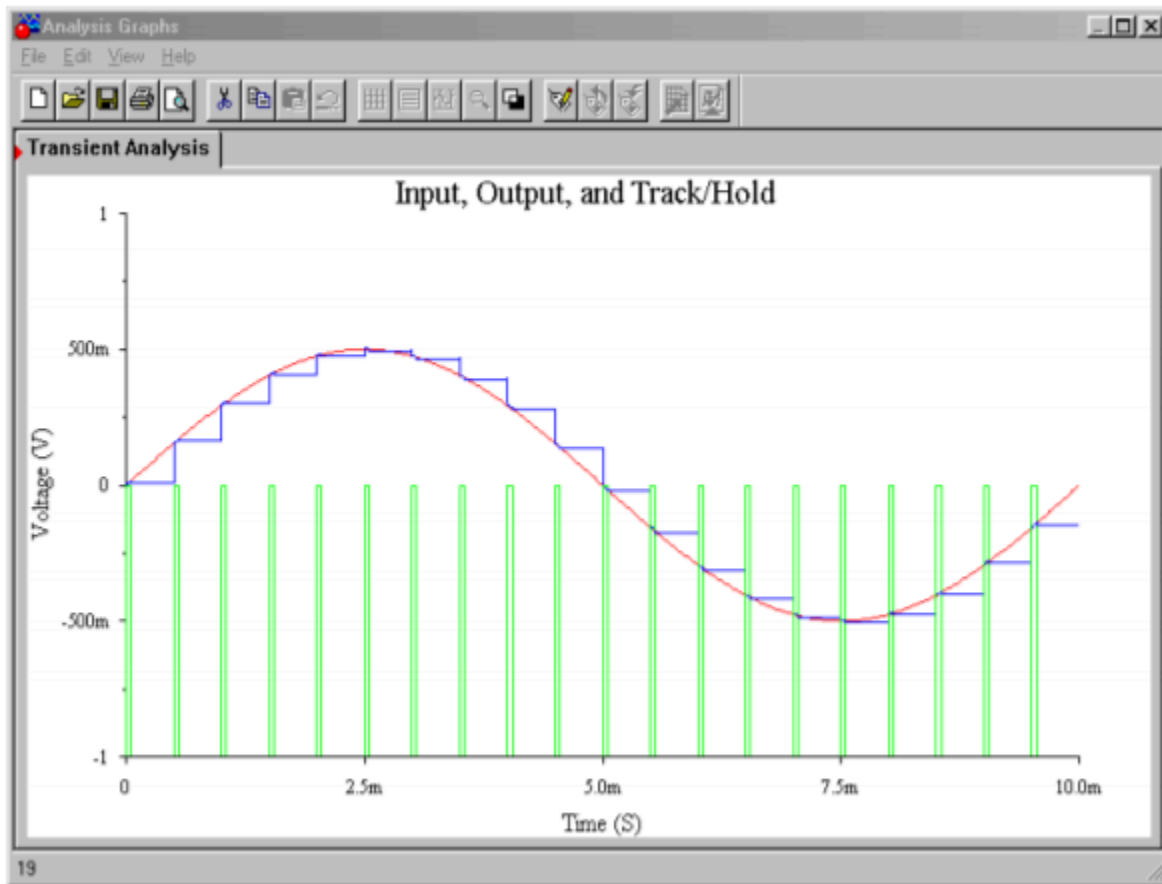 Analysis Graphs
File Edit View Help
Transient Analysis
Input, Output, and Track/Hold
1
500m
0
-500m
-1
Voltage (V)
0 2.5m 5.0m 7.5m 10.0m
Time (S)
19